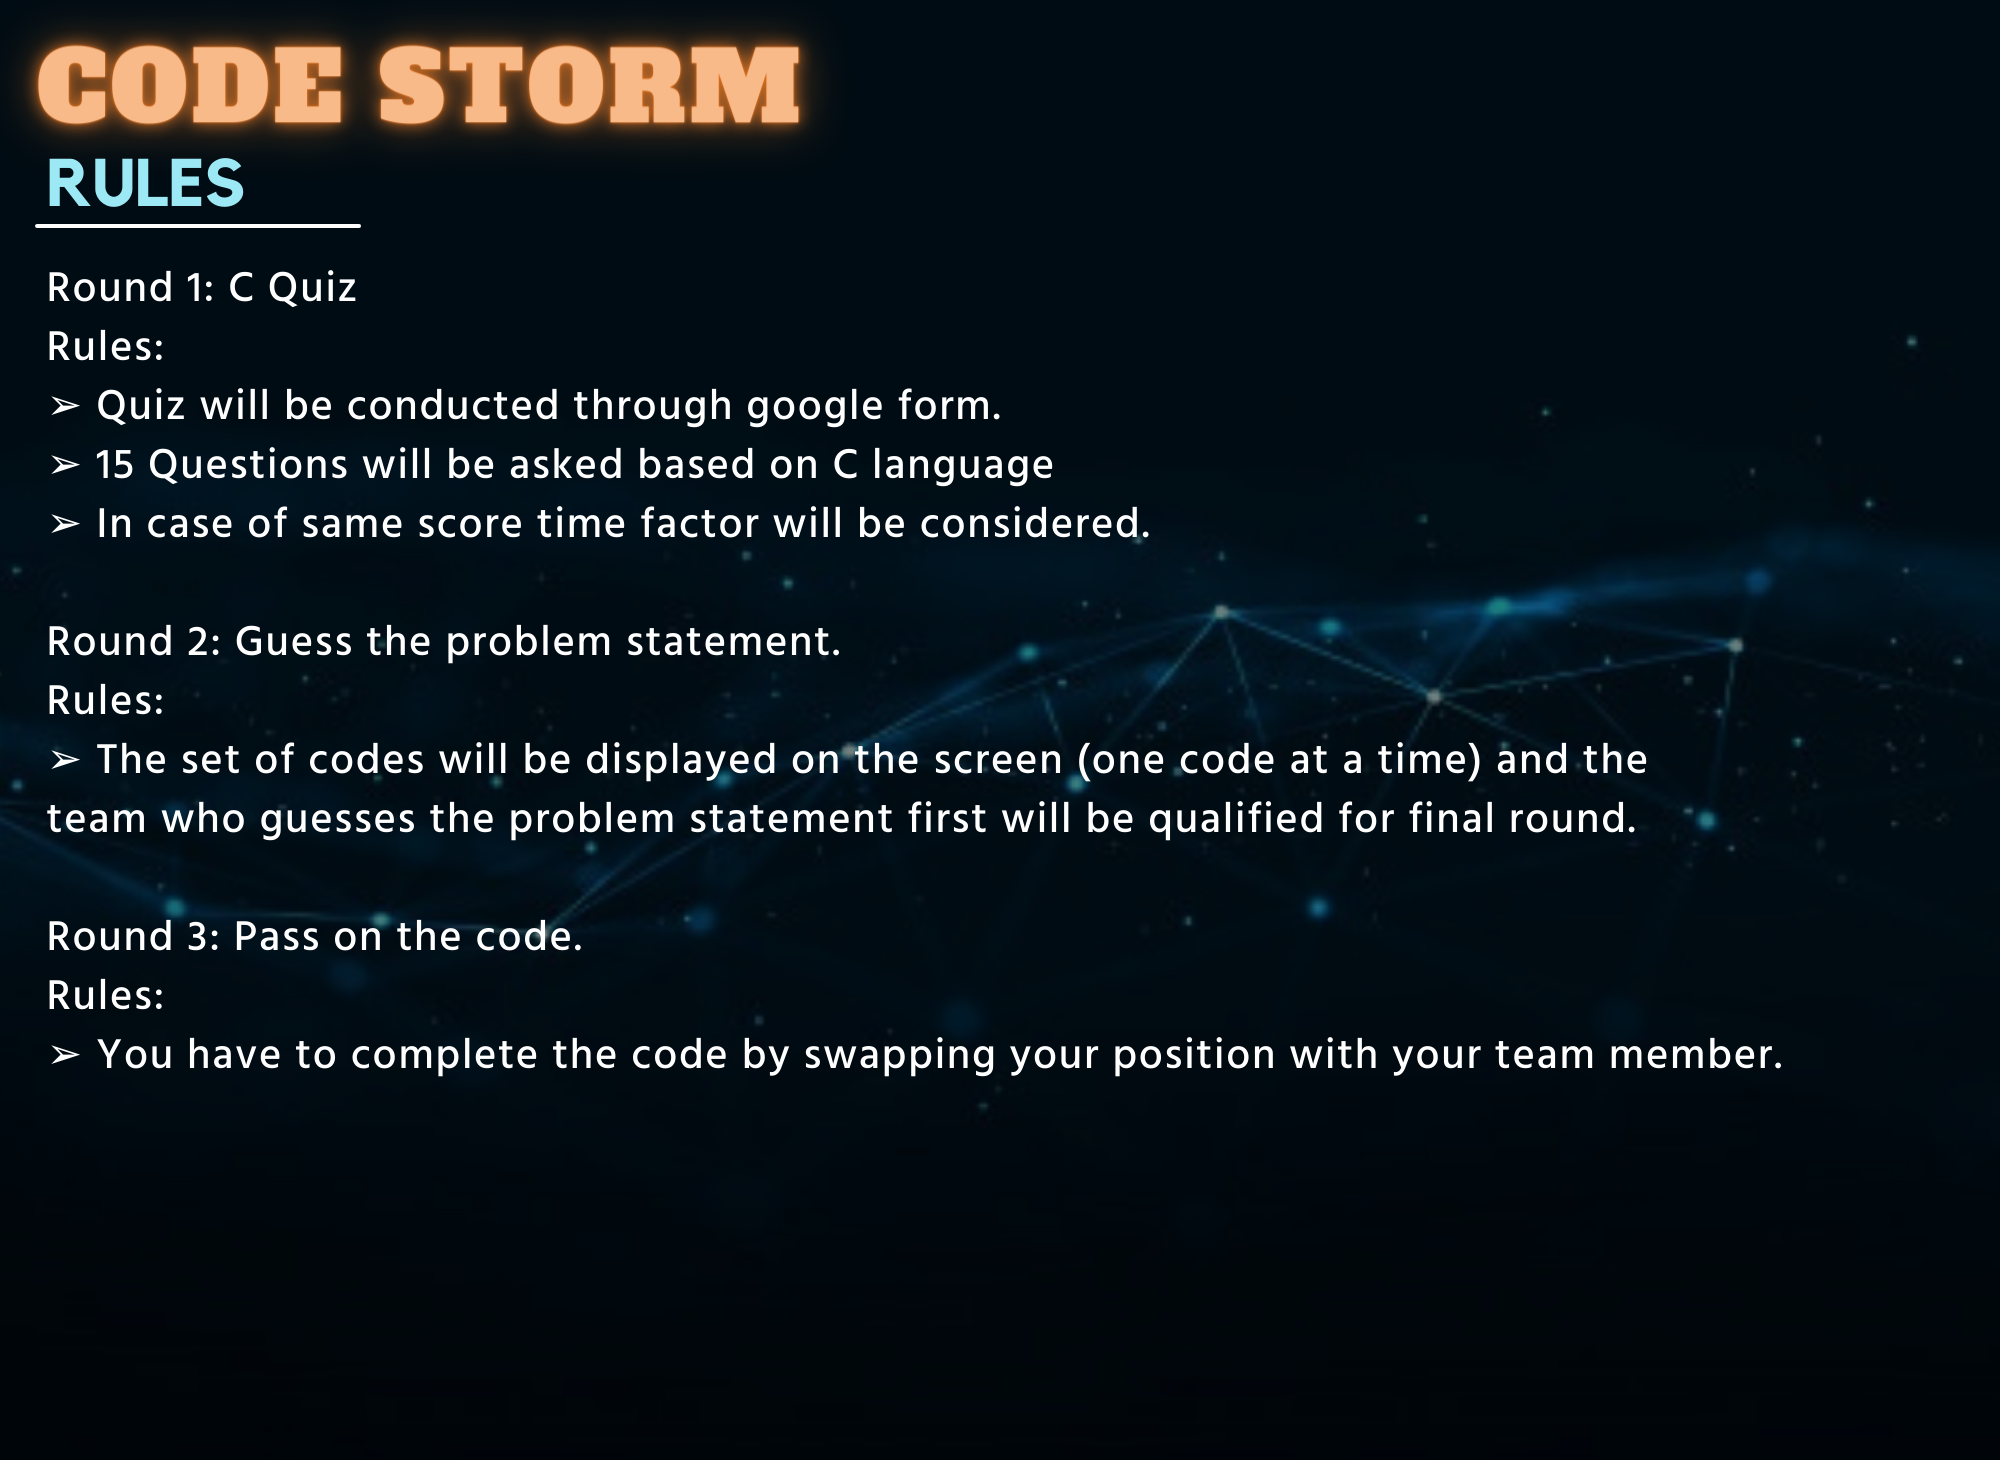 CODE STORM
RULES
Round 1: C Quiz
Rules:
➢ Quiz will be conducted through google form.
➢ 15 Questions will be asked based on C language
➢ In case of same score time factor will be considered.
Round 2: Guess the problem statement.
Rules:
➢ The set of codes will be displayed on the screen (one code at a time) and the
team who guesses the problem statement first will be qualified for final round.
Round 3: Pass on the code.
Rules:
➢ You have to complete the code by swapping your position with your team member.